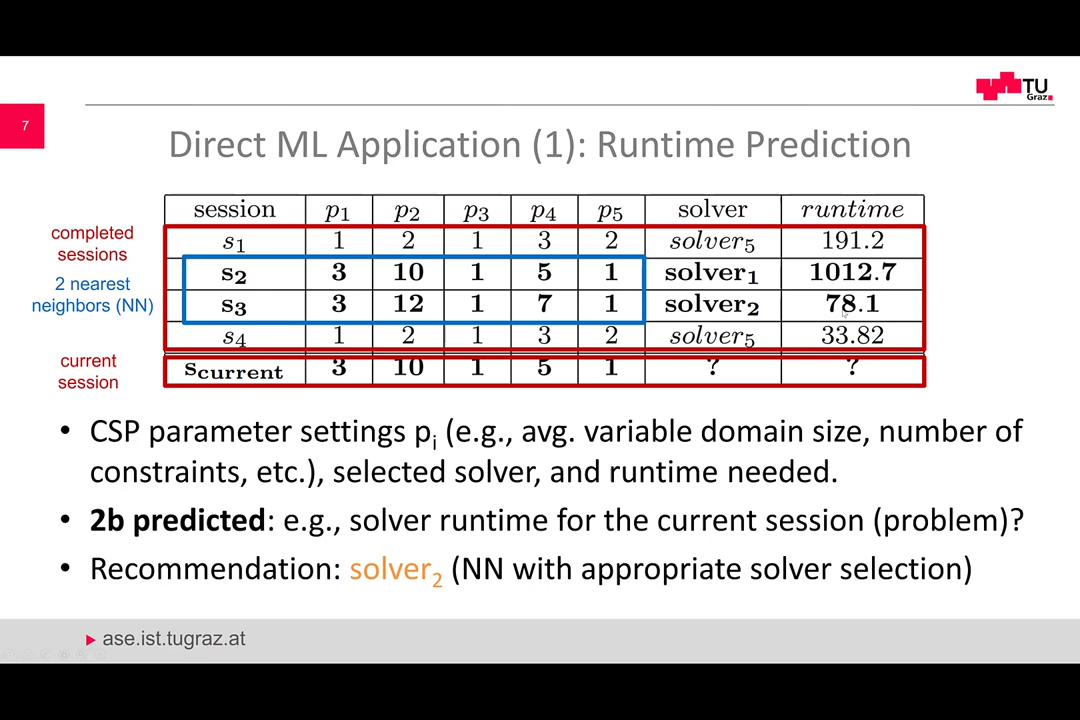 TU
Graz
7
Direct ML Application (1): Runtime Prediction
session p1 p2 p3 p4 p5 solver runtime
completed sessions
s1 1 2 1 3 2 solver5 191.2
2 nearest neighbors (NN)
s2 3 10 1 5 1 solver1 1012.7
s3 3 12 1 7 1 solver2 78.1
s4 1 2 1 3 2 solver5 33.82
current session
scurrent 3 10 1 5 1 ? ?
• CSP parameter settings pi (e.g., avg. variable domain size, number of
constraints, etc.), selected solver, and runtime needed.
• 2b predicted: e.g., solver runtime for the current session (problem)?
• Recommendation: solver2 (NN with appropriate solver selection)
ase.ist.tugraz.at